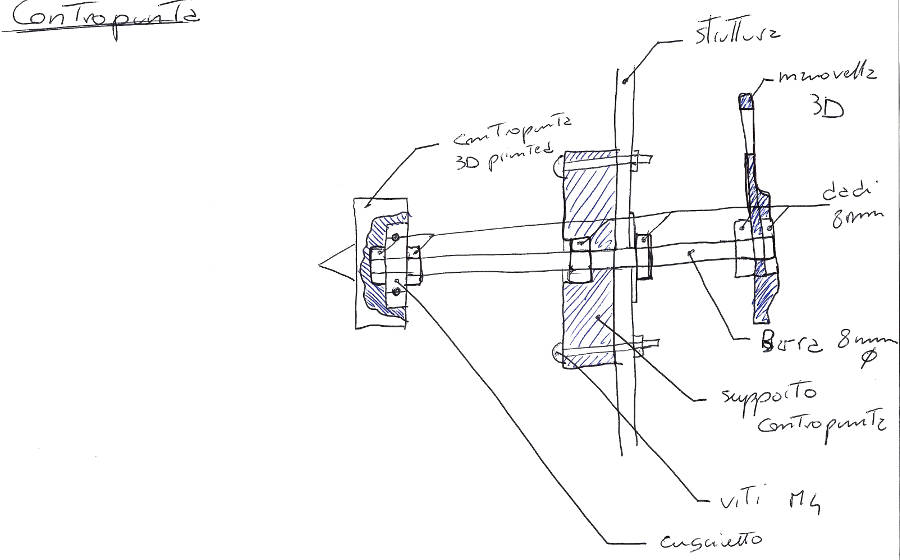 Contropunta
struttura
manovella
3D
contropunta
3D printed
dadi
8mm
Barra 8mm
Ø
supporto
contropunta
viti M4
cuscinetto